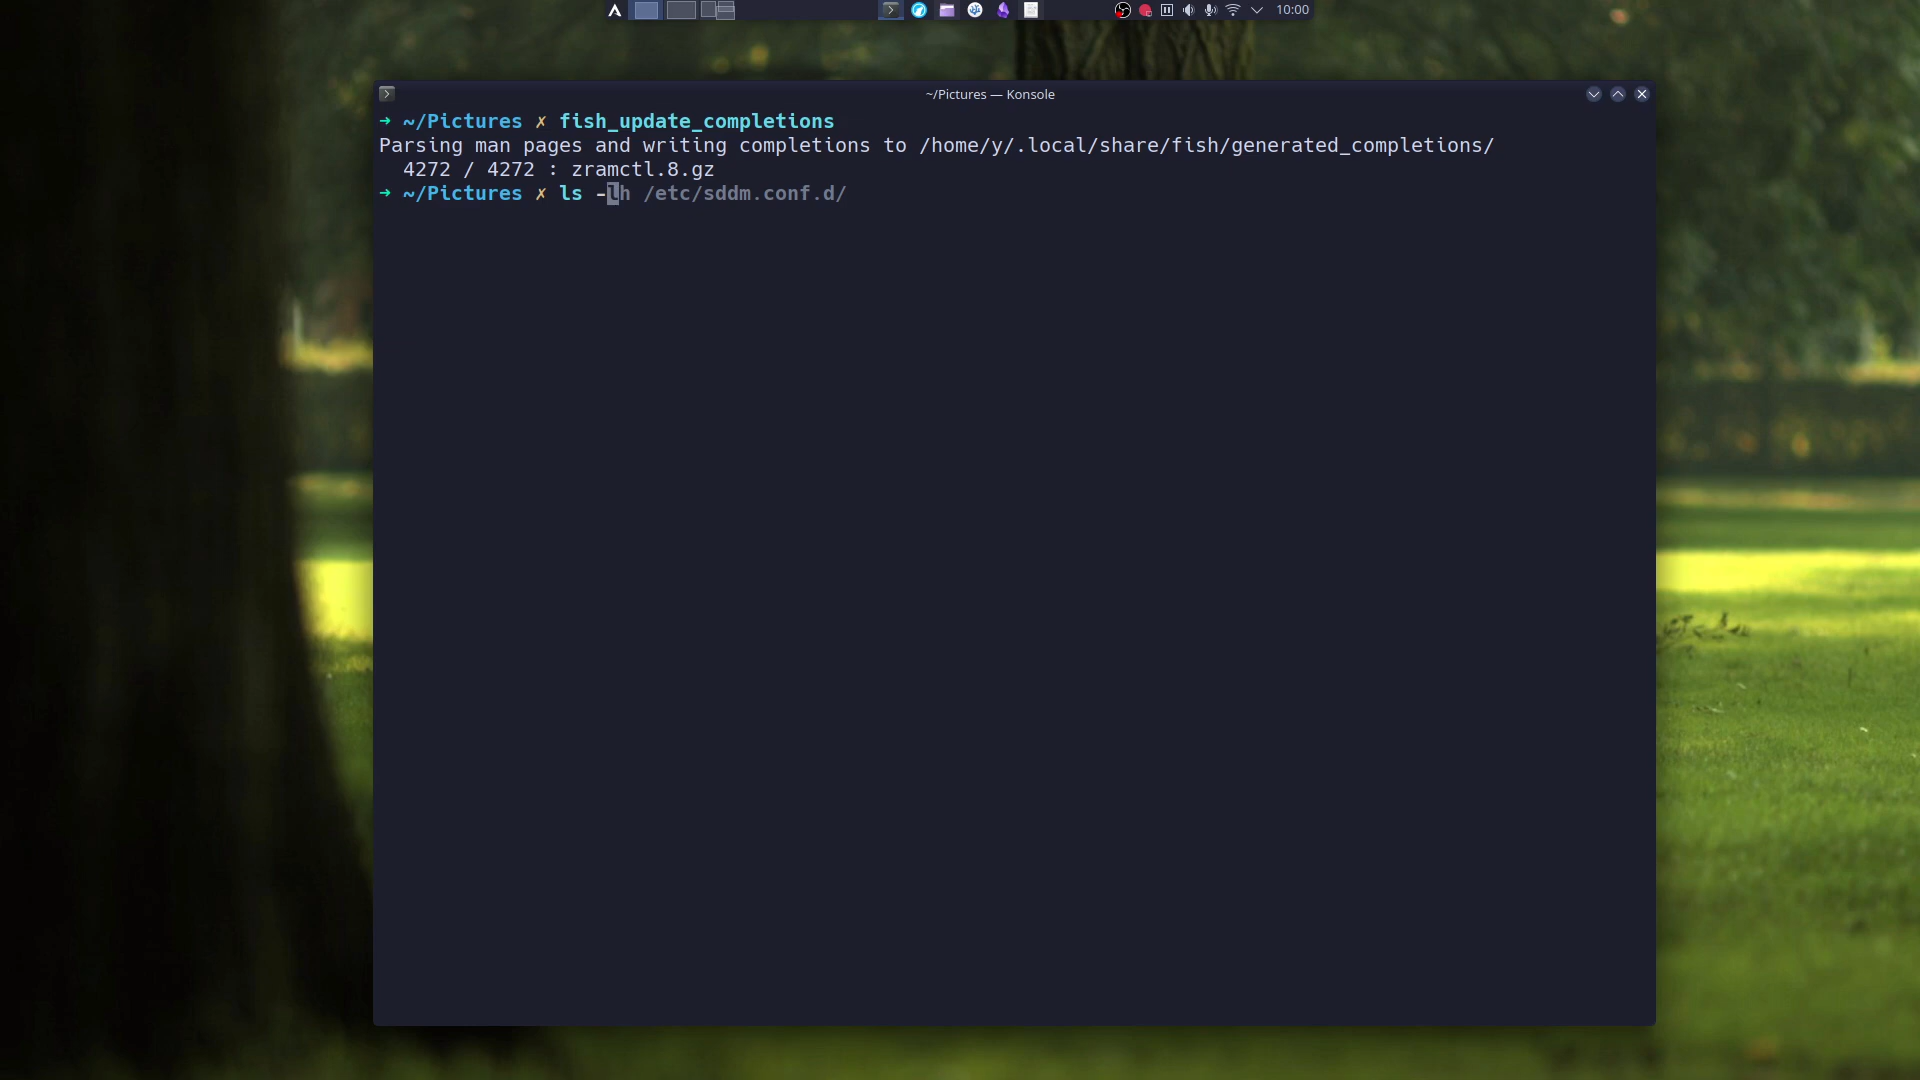 10:00
~/Pictures — Konsole
➜ ~/Pictures ✗ fish_update_completions
Parsing man pages and writing completions to /home/y/.local/share/fish/generated_completions/
4272 / 4272 : zramctl.8.gz
➜ ~/Pictures ✗ ls -lh /etc/sddm.conf.d/